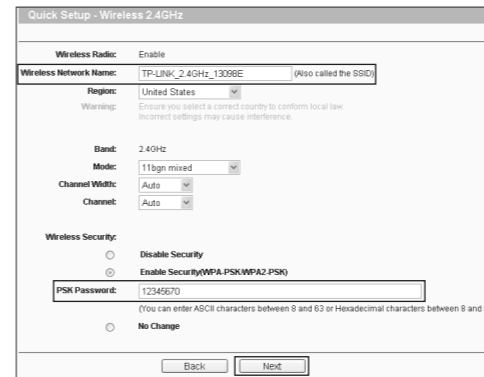 Quick Setup - Wireless 2.4GHz
Wireless Radio: Enable
Wireless Network Name: TP-LINK_2.4GHz_13098E (Also called the SSID)
Region: United States
Warning: Ensure you select a correct country to conform local law.
Incorrect settings may cause interference.
Band: 2.4GHz
Mode: 11bgn mixed
Channel Width: Auto
Channel: Auto
Wireless Security:
Disable Security
Enable Security(WPA-PSK/WPA2-PSK)
PSK Password: 12345670
(You can enter ASCII characters between 8 and 63 or Hexadecimal characters between 8 and
No Change
Back Next